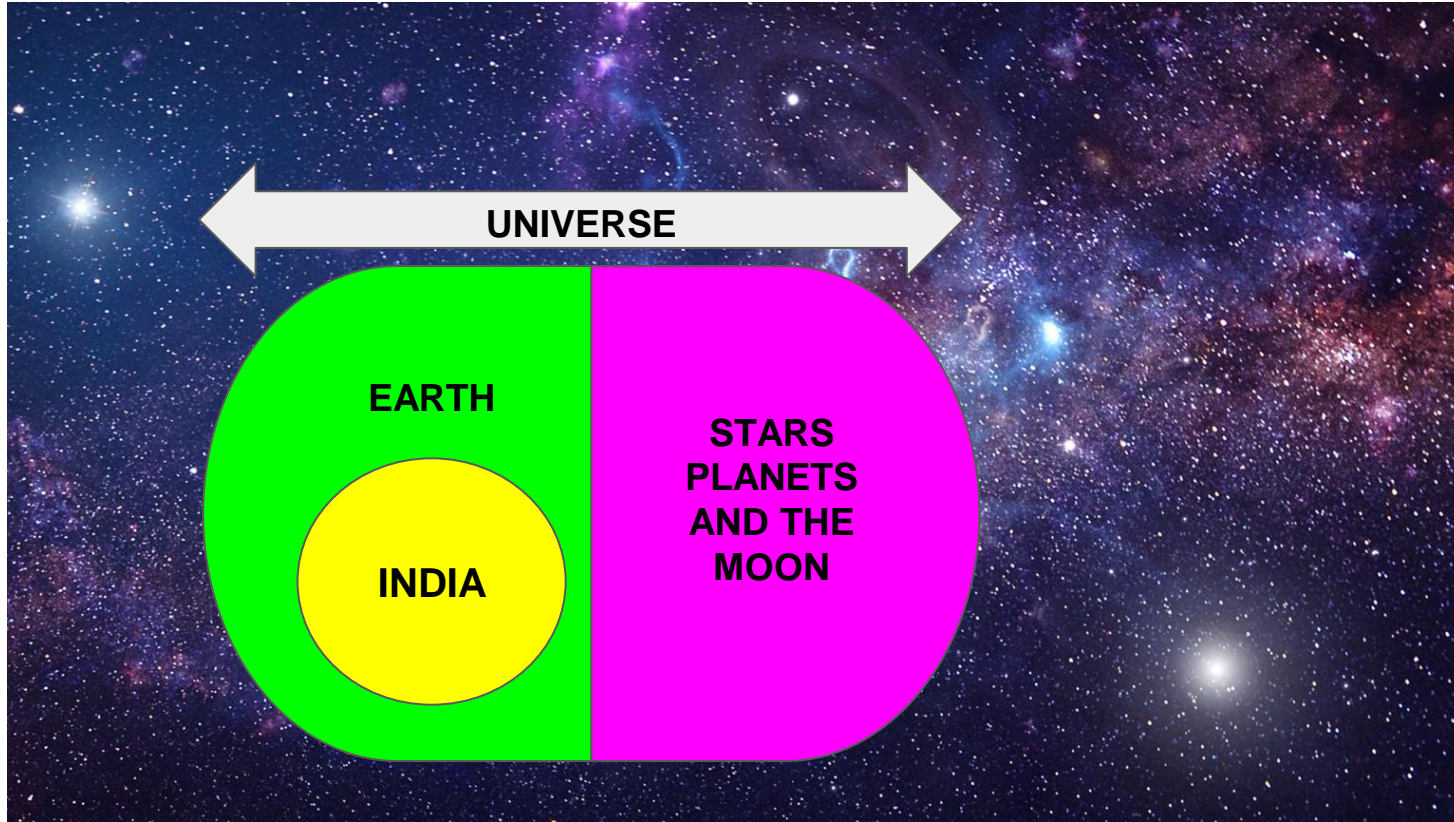 UNIVERSE
EARTH
INDIA
STARS
PLANETS
AND THE
MOON